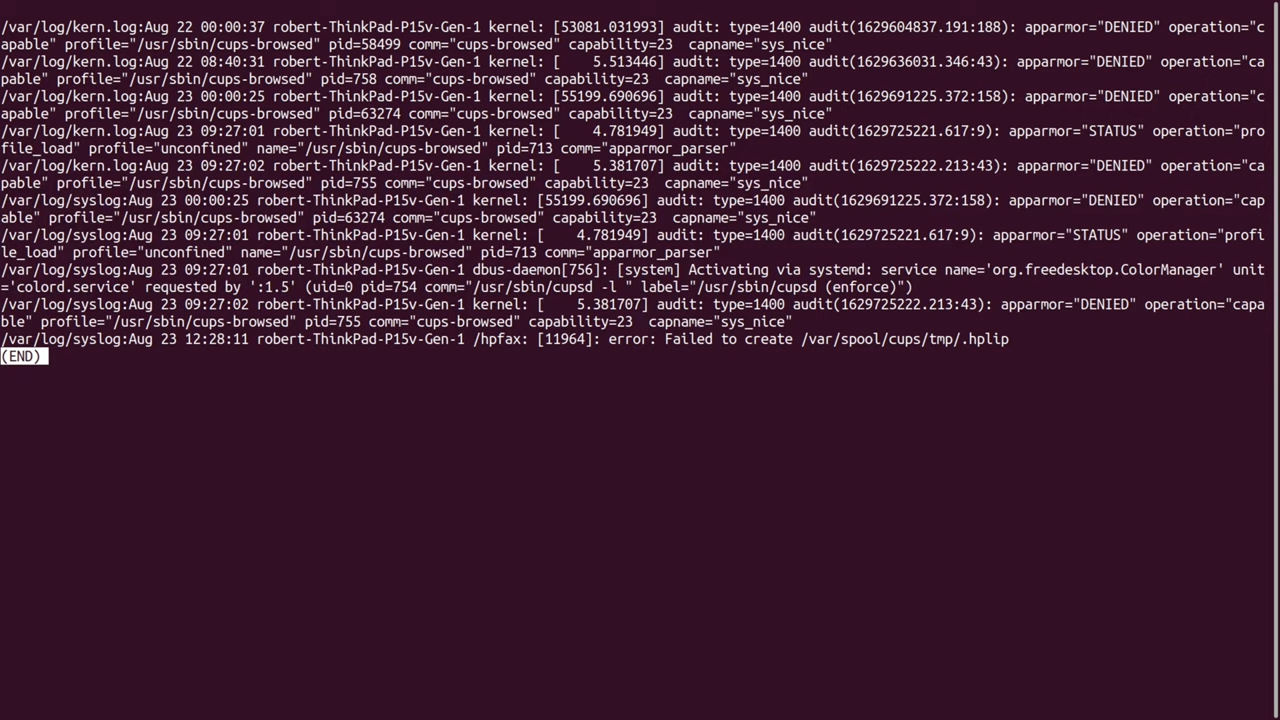 /var/log/kern.log:Aug 22 00:00:37 robert-ThinkPad-P15v-Gen-1 kernel: [53081.031993] audit: type=1400 audit(1629604837.191:188): apparmor="DENIED" operation="c
apable" profile="/usr/sbin/cups-browsed" pid=58499 comm="cups-browsed" capability=23  capname="sys_nice"
/var/log/kern.log:Aug 22 08:40:31 robert-ThinkPad-P15v-Gen-1 kernel: [    5.513446] audit: type=1400 audit(1629636031.346:43): apparmor="DENIED" operation="ca
pable" profile="/usr/sbin/cups-browsed" pid=758 comm="cups-browsed" capability=23  capname="sys_nice"
/var/log/kern.log:Aug 23 00:00:25 robert-ThinkPad-P15v-Gen-1 kernel: [55199.690696] audit: type=1400 audit(1629691225.372:158): apparmor="DENIED" operation="c
apable" profile="/usr/sbin/cups-browsed" pid=63274 comm="cups-browsed" capability=23  capname="sys_nice"
/var/log/kern.log:Aug 23 09:27:01 robert-ThinkPad-P15v-Gen-1 kernel: [    4.781949] audit: type=1400 audit(1629725221.617:9): apparmor="STATUS" operation="pro
file_load" profile="unconfined" name="/usr/sbin/cups-browsed" pid=713 comm="apparmor_parser"
/var/log/kern.log:Aug 23 09:27:02 robert-ThinkPad-P15v-Gen-1 kernel: [    5.381707] audit: type=1400 audit(1629725222.213:43): apparmor="DENIED" operation="ca
pable" profile="/usr/sbin/cups-browsed" pid=755 comm="cups-browsed" capability=23  capname="sys_nice"
/var/log/syslog:Aug 23 00:00:25 robert-ThinkPad-P15v-Gen-1 kernel: [55199.690696] audit: type=1400 audit(1629691225.372:158): apparmor="DENIED" operation="cap
able" profile="/usr/sbin/cups-browsed" pid=63274 comm="cups-browsed" capability=23  capname="sys_nice"
/var/log/syslog:Aug 23 09:27:01 robert-ThinkPad-P15v-Gen-1 kernel: [    4.781949] audit: type=1400 audit(1629725221.617:9): apparmor="STATUS" operation="profi
le_load" profile="unconfined" name="/usr/sbin/cups-browsed" pid=713 comm="apparmor_parser"
/var/log/syslog:Aug 23 09:27:01 robert-ThinkPad-P15v-Gen-1 dbus-daemon[756]: [system] Activating via systemd: service name='org.freedesktop.ColorManager' unit
='colord.service' requested by ':1.5' (uid=0 pid=754 comm="/usr/sbin/cupsd -l " label="/usr/sbin/cupsd (enforce)")
/var/log/syslog:Aug 23 09:27:02 robert-ThinkPad-P15v-Gen-1 kernel: [    5.381707] audit: type=1400 audit(1629725222.213:43): apparmor="DENIED" operation="capa
ble" profile="/usr/sbin/cups-browsed" pid=755 comm="cups-browsed" capability=23  capname="sys_nice"
/var/log/syslog:Aug 23 12:28:11 robert-ThinkPad-P15v-Gen-1 /hpfax: [11964]: error: Failed to create /var/spool/cups/tmp/.hplip
(END)